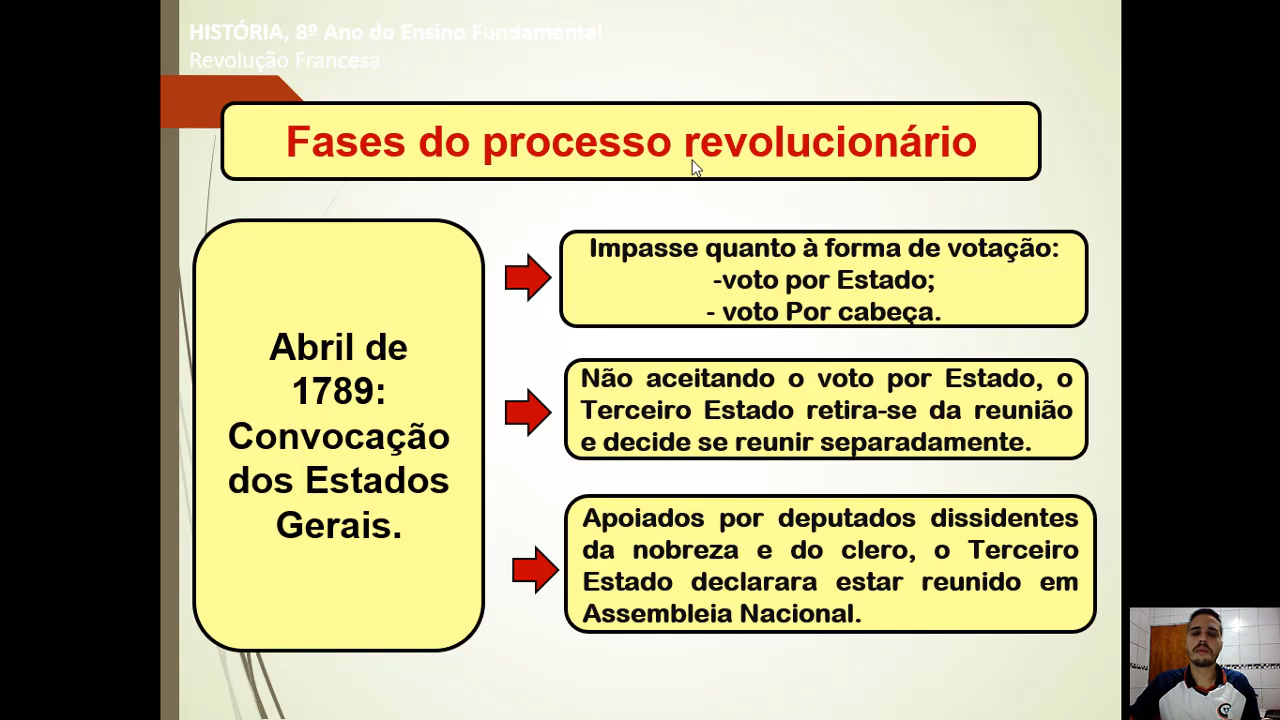 HISTÓRIA, 8º Ano do Ensino Fundamental
Revolução Francesa
Fases do processo revolucionário
Abril de
1789:
Convocação
dos Estados
Gerais.
Impasse quanto à forma de votação:
-voto por Estado;
- voto Por cabeça.
Não aceitando o voto por Estado, o
Terceiro Estado retira-se da reunião
e decide se reunir separadamente.
Apoiados por deputados dissidentes
da nobreza e do clero, o Terceiro
Estado declarara estar reunido em
Assembleia Nacional.